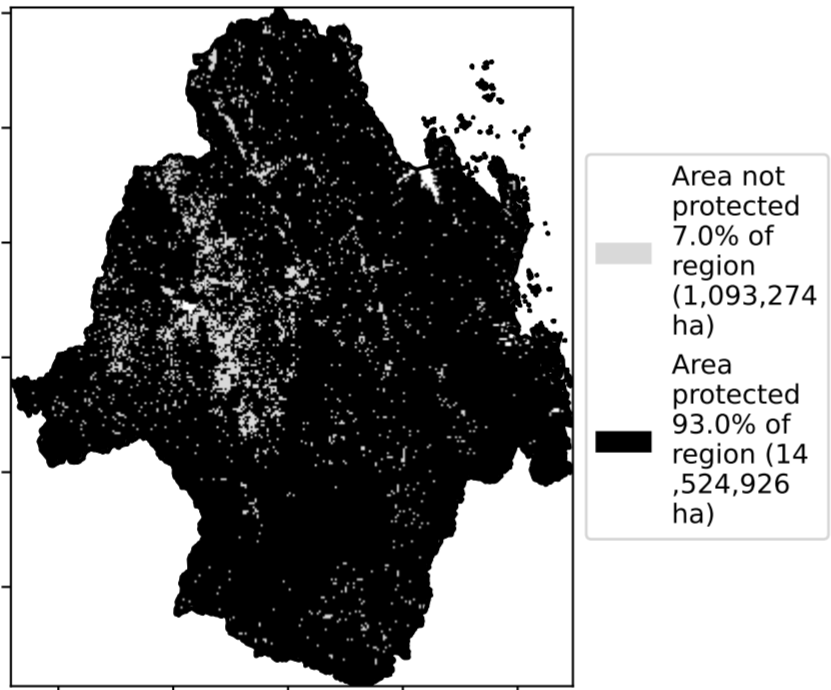 Area not
protected
7.0% of
region
(1,093,274
ha)
Area
protected
93.0% of
region (14
,524,926
ha)